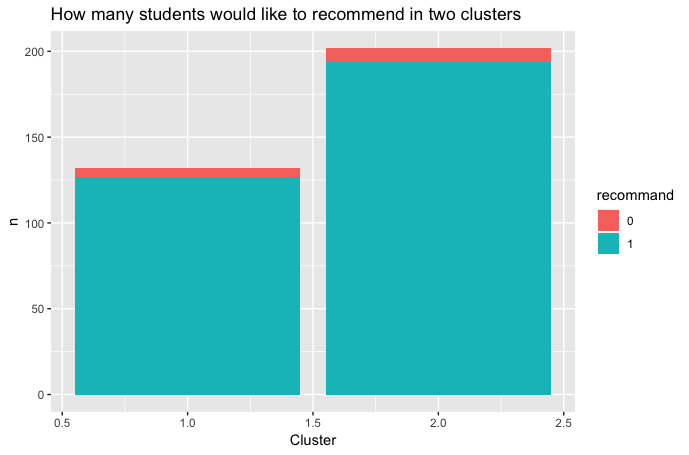 How many students would like to recommend in two clusters
200
150
100
50
0
n
0.5 1.0 1.5 2.0 2.5
Cluster
recommand
0
1